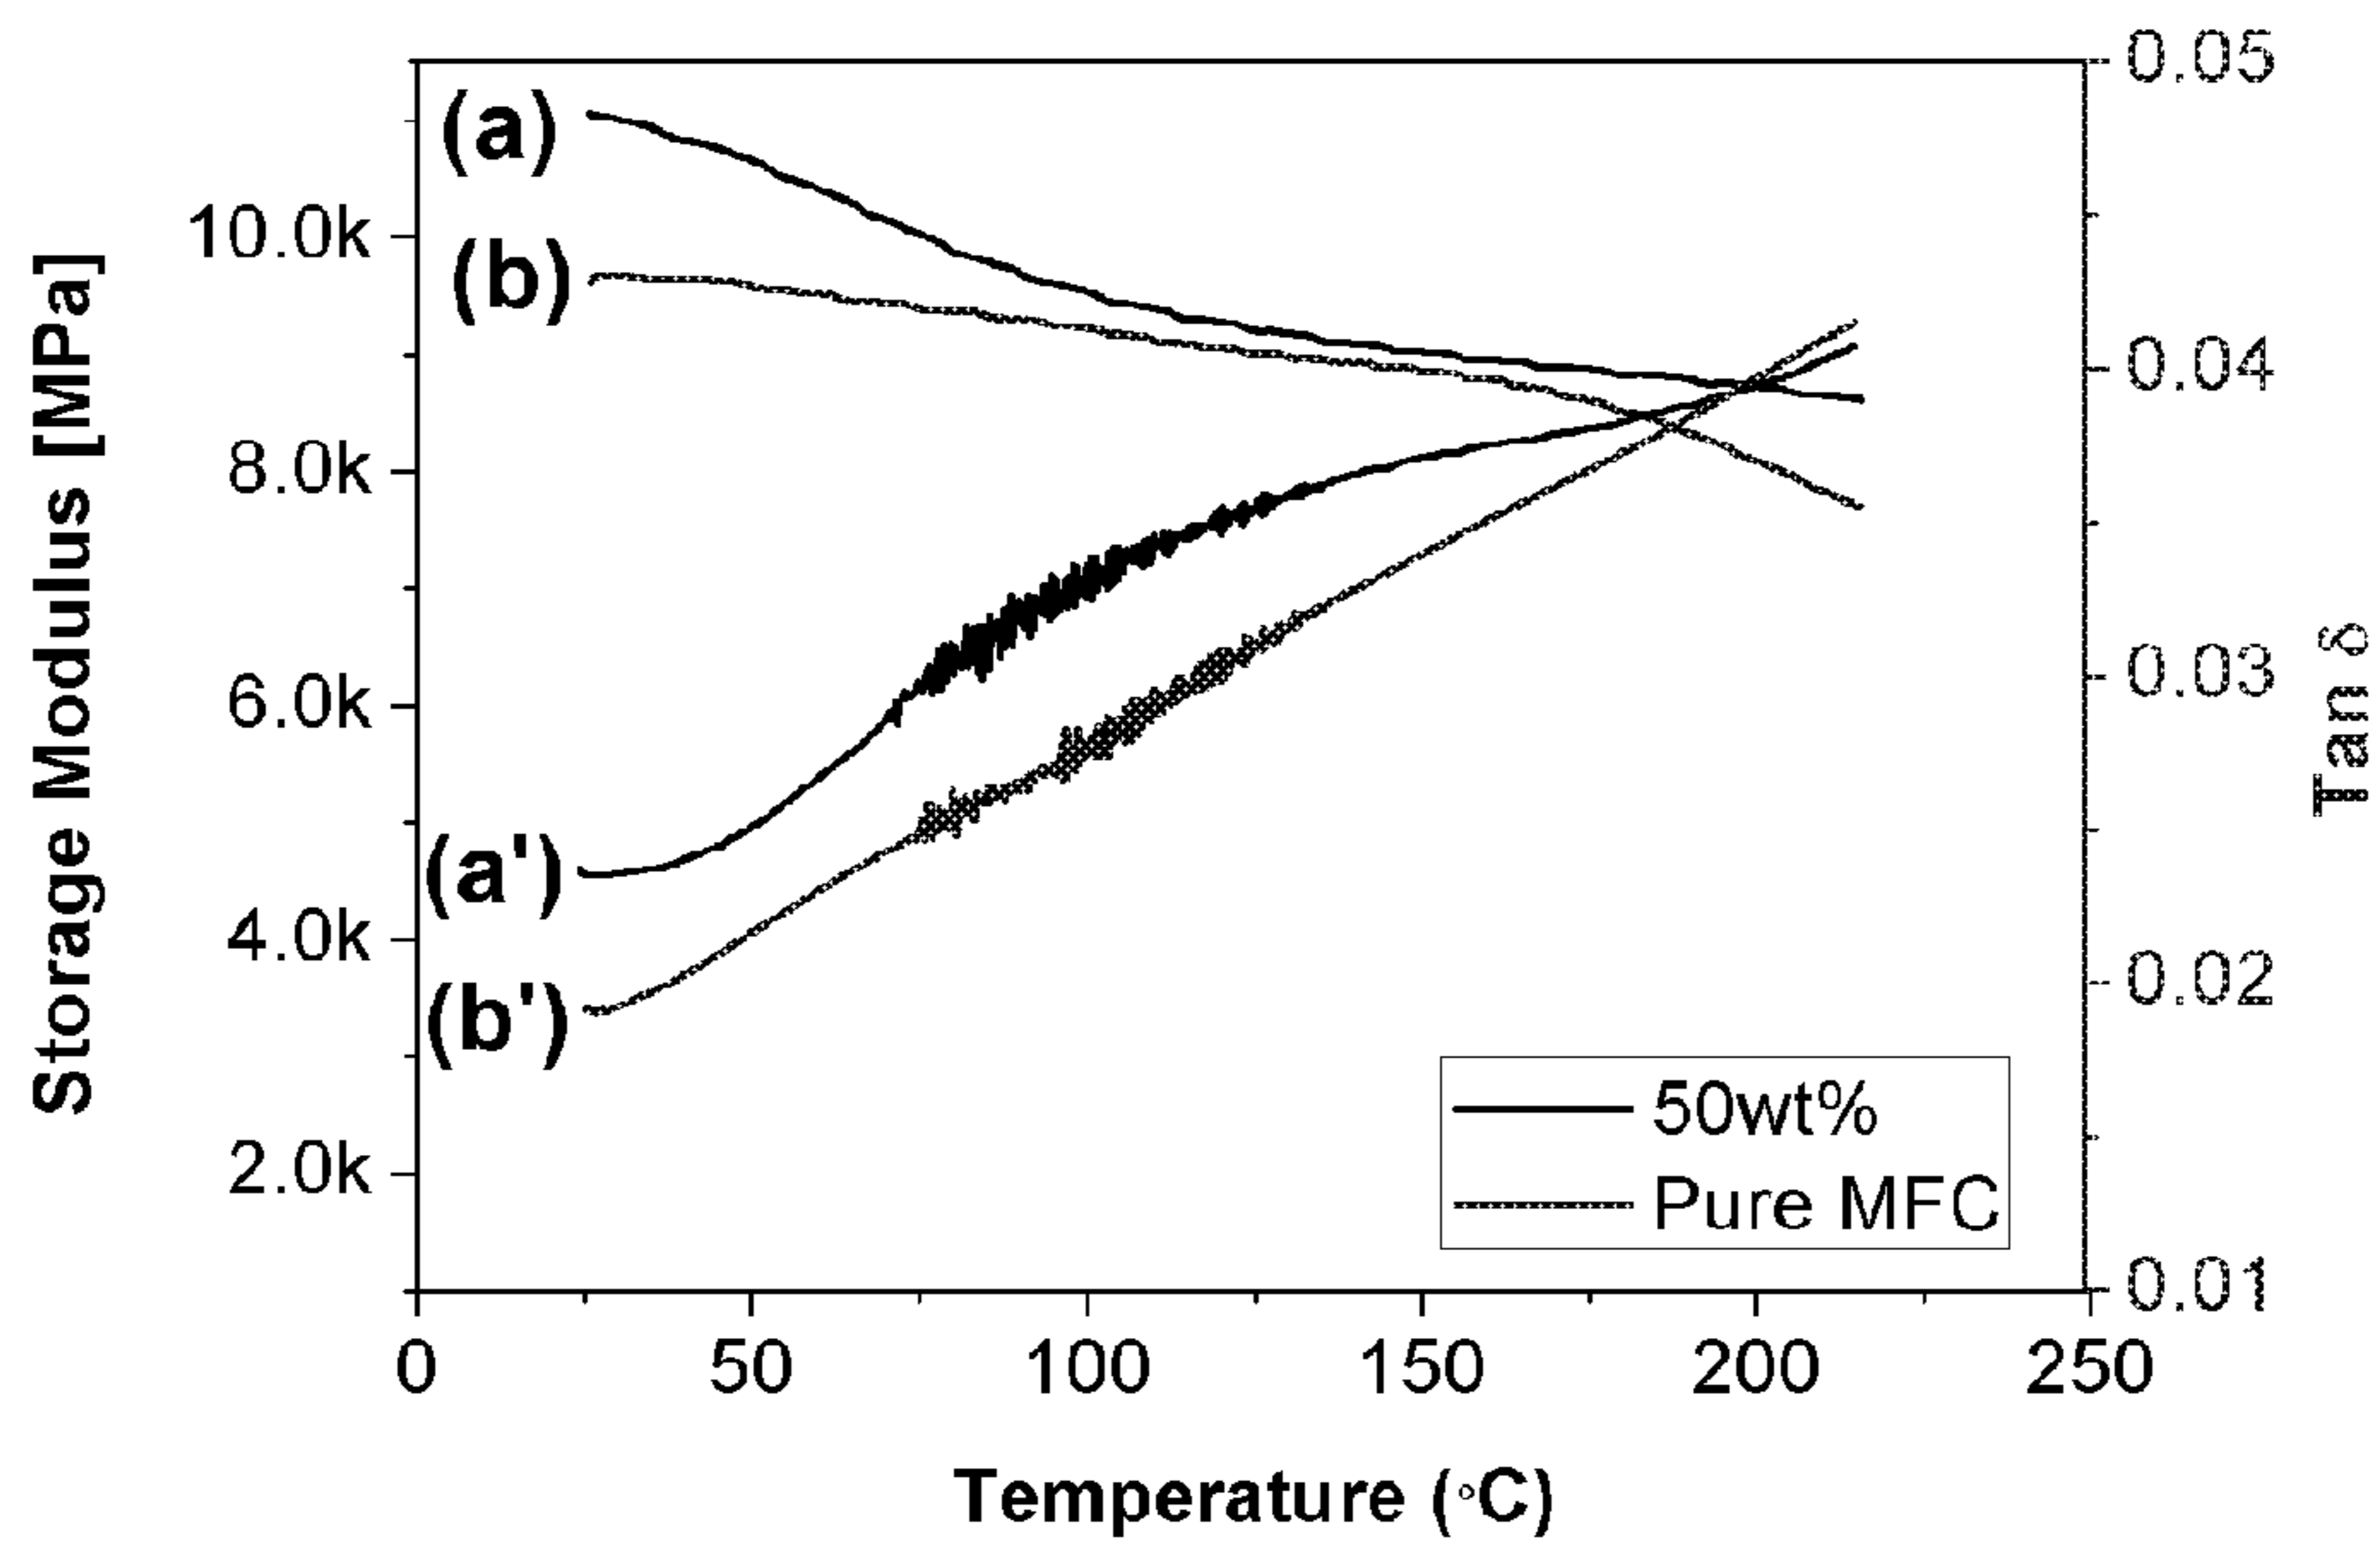 Storage Modulus [MPa]
10.0k
8.0k
6.0k
4.0k
2.0k
(a)
(b)
(a')
(b')
50wt%
Pure MFC
0.05
0.04
0.03
0.02
0.01
Tan δ
0 50 100 150 200 250
Temperature (°C)